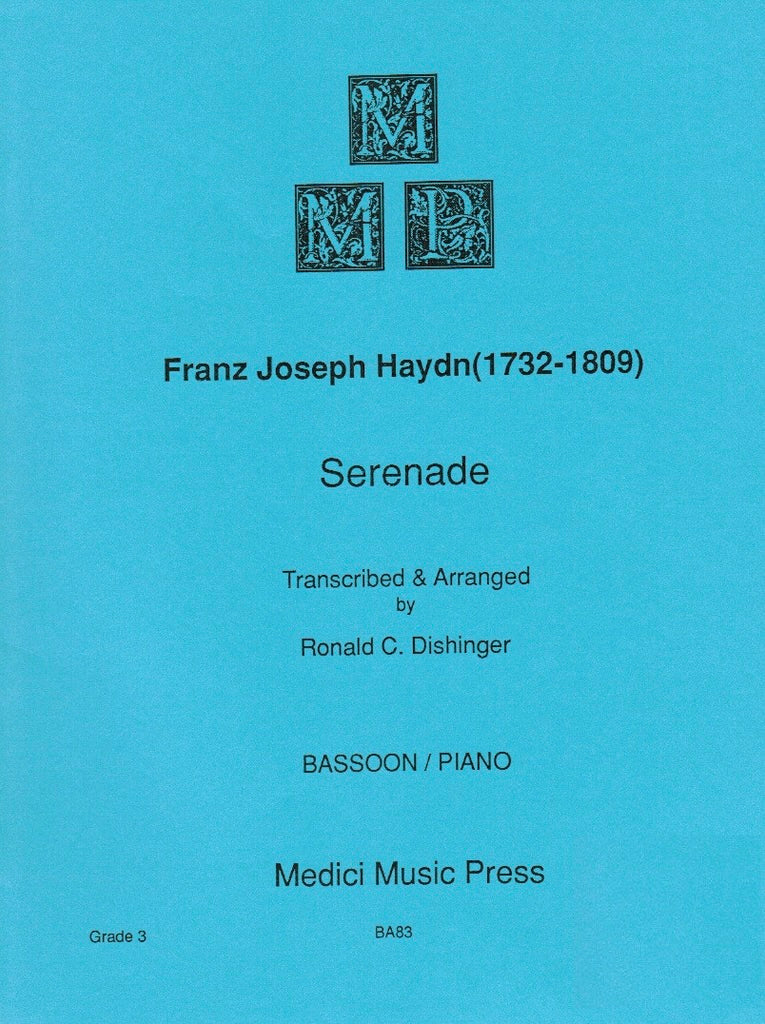 M
M P
Franz Joseph Haydn(1732-1809)
Serenade
Transcribed & Arranged
by
Ronald C. Dishinger
BASSOON / PIANO
Medici Music Press
Grade 3
BA83